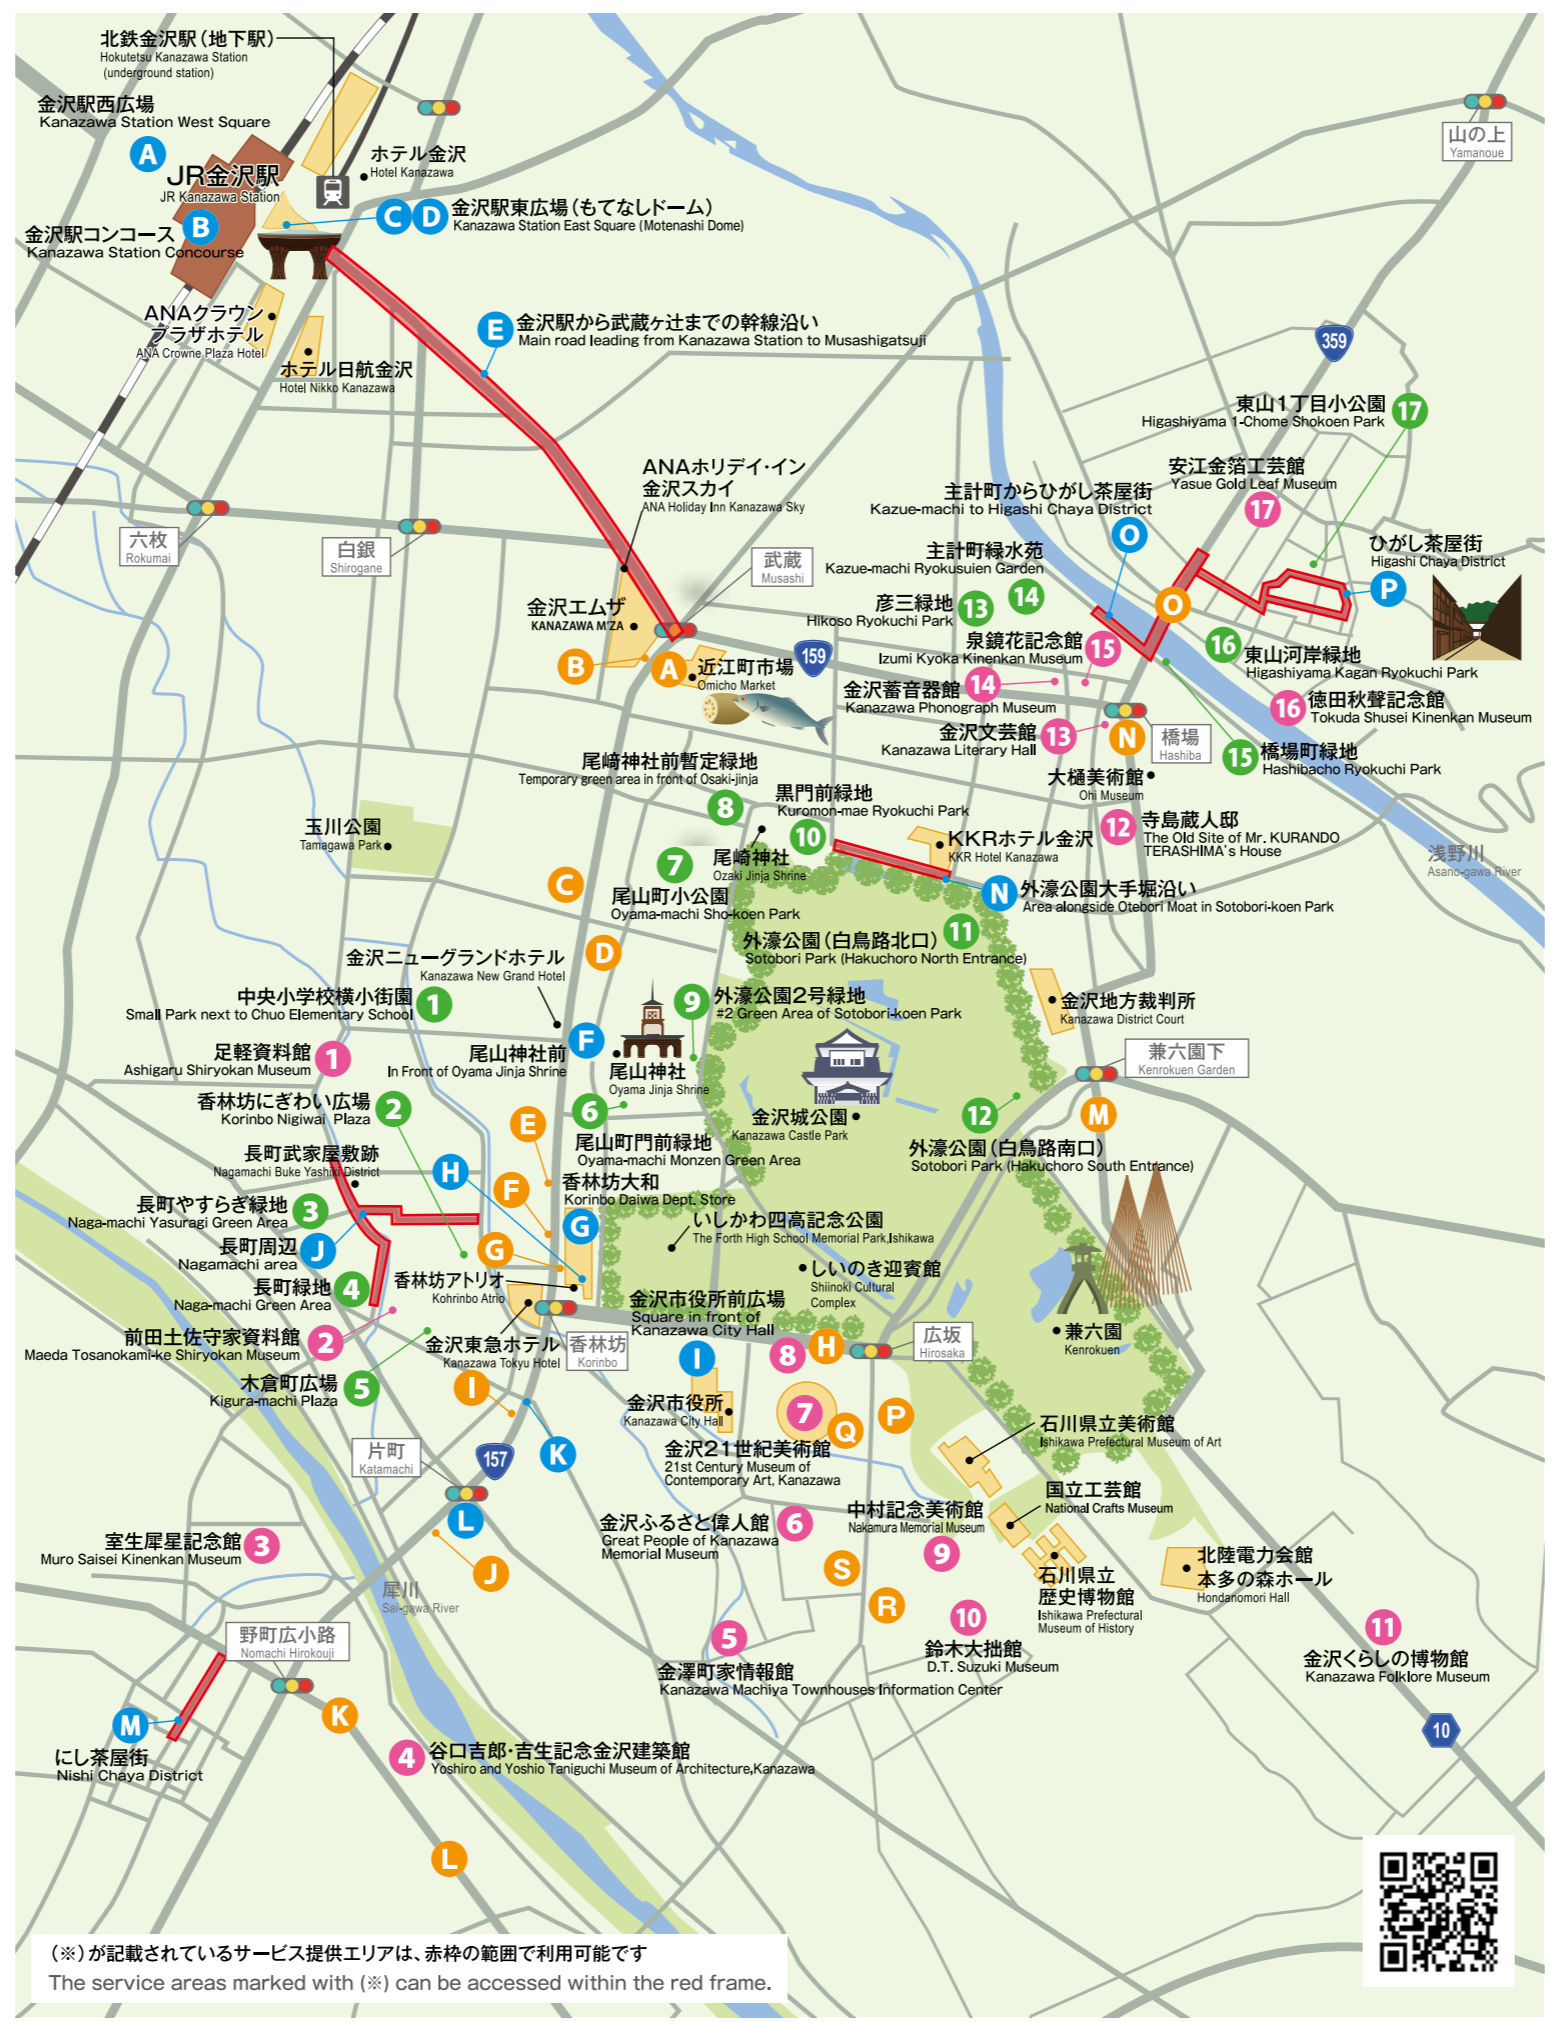 北鉄金沢駅（地下駅）
Hokutetsu Kanazawa Station
(underground station)
金沢駅西広場
Kanazawa Station West Square
A
JR金沢駅
JR Kanazawa Station
ホテル金沢
Hotel Kanazawa
山の上
Yamanoue
B
金沢駅コンコース
Kanazawa Station Concourse
C D
金沢駅東広場（もてなしドーム）
Kanazawa Station East Square (Motenashi Dome)
ANAクラウン
プラザホテル
ANA Crowne Plaza Hotel
ホテル日航金沢
Hotel Nikko Kanazawa
E
金沢駅から武蔵ヶ辻までの幹線沿い
Main road leading from Kanazawa Station to Musashigatsuji
359
東山1丁目小公園
Higashiyama 1-Chome Shokoen Park
17
ANAホリデイ・イン
金沢スカイ
ANA Holiday Inn Kanazawa Sky
安江金箔工芸館
Yasue Gold Leaf Museum
17
主計町からひがし茶屋街
Kazue-machi to Higashi Chaya District
O
六枚
Rokumai
白銀
Shirogane
武蔵
Musashi
主計町緑水苑
Kazue-machi Ryokusuien Garden
14
ひがし茶屋街
Higashi Chaya District
P
金沢エムザ
KANAZAWA M'ZA
彦三緑地
Hikoso Ryokuchi Park
13
O
B
A
近江町市場
Omicho Market
159
泉鏡花記念館
Izumi Kyoka Kinenkan Museum
15
16
東山河岸緑地
Higashiyama Kagan Ryokuchi Park
金沢蓄音器館
Kanazawa Phonograph Museum
14
16
徳田秋聲記念館
Tokuda Shusei Kinenkan Museum
金沢文芸館
Kanazawa Literary Hall
13
N
橋場
Hashiba
15
橋場町緑地
Hashibacho Ryokuchi Park
尾﨑神社前暫定緑地
Temporary green area in front of Osaki-jinja
8
大樋美術館
Ohi Museum
黒門前緑地
Kuromon-mae Ryokuchi Park
10
玉川公園
Tamagawa Park
12
寺島蔵人邸
The Old Site of Mr. KURANDO
TERASHIMA's House
KKRホテル金沢
KKR Hotel Kanazawa
浅野川
Asano-gawa River
7
尾崎神社
Ozaki Jinja Shrine
C
尾山町小公園
Oyama-machi Sho-koen Park
N
外濠公園大手堀沿い
Area alongside Otebori Moat in Sotobori-koen Park
D
外濠公園（白鳥路北口）
Sotobori Park (Hakuchoro North Entrance)
11
金沢ニューグランドホテル
Kanazawa New Grand Hotel
中央小学校横小街園
Small Park next to Chuo Elementary School
1
9
外濠公園2号緑地
#2 Green Area of Sotobori-koen Park
金沢地方裁判所
Kanazawa District Court
足軽資料館
Ashigaru Shiryokan Museum
1
尾山神社前
In Front of Oyama Jinja Shrine
F
尾山神社
Oyama Jinja Shrine
兼六園下
Kenrokuen Garden
香林坊にぎわい広場
Korinbo Nigiwai Plaza
2
6
尾山町門前緑地
Oyama-machi Monzen Green Area
金沢城公園
Kanazawa Castle Park
12
外濠公園（白鳥路南口）
Sotobori Park (Hakuchoro South Entrance)
M
E
長町武家屋敷跡
Nagamachi Buke Yashiki District
H
香林坊大和
Korinbo Daiwa Dept. Store
F
G
長町やすらぎ緑地
Naga-machi Yasuragi Green Area
3
いしかわ四高記念公園
The Forth High School Memorial Park,Ishikawa
長町周辺
Nagamachi area
J
G
しいのき迎賓館
Shiinoki Cultural
Complex
長町緑地
Naga-machi Green Area
4
香林坊アトリオ
Kohrinbo Atrio
金沢市役所前広場
Square in front of
Kanazawa City Hall
前田土佐守家資料館
Maeda Tosanokami-ke Shiryokan Museum
2
金沢東急ホテル
Kanazawa Tokyu Hotel
香林坊
Korinbo
広坂
Hirosaka
兼六園
Kenrokuen
I
8
H
木倉町広場
Kigura-machi Plaza
5
I
金沢市役所
Kanazawa City Hall
7
Q
P
石川県立美術館
Ishikawa Prefectural Museum of Art
片町
Katamachi
157
K
金沢21世紀美術館
21st Century Museum of
Contemporary Art, Kanazawa
国立工芸館
National Crafts Museum
L
室生犀星記念館
Muro Saisei Kinenkan Museum
3
金沢ふるさと偉人館
Great People of Kanazawa
Memorial Museum
6
中村記念美術館
Nakamura Memorial Museum
9
J
S
石川県立
歴史博物館
Ishikawa Prefectural
Museum of History
北陸電力会館
本多の森ホール
Hondanomori Hall
犀川
Sai-gawa River
R
野町広小路
Nomachi Hirokouji
5
金澤町家情報館
Kanazawa Machiya Townhouses Information Center
10
鈴木大拙館
D.T. Suzuki Museum
11
金沢くらしの博物館
Kanazawa Folklore Museum
M
にし茶屋街
Nishi Chaya District
K
10
4
谷口吉郎・吉生記念金沢建築館
Yoshiro and Yoshio Taniguchi Museum of Architecture,Kanazawa
L
（※）が記載されているサービス提供エリアは、赤枠の範囲で利用可能です
The service areas marked with (※) can be accessed within the red frame.